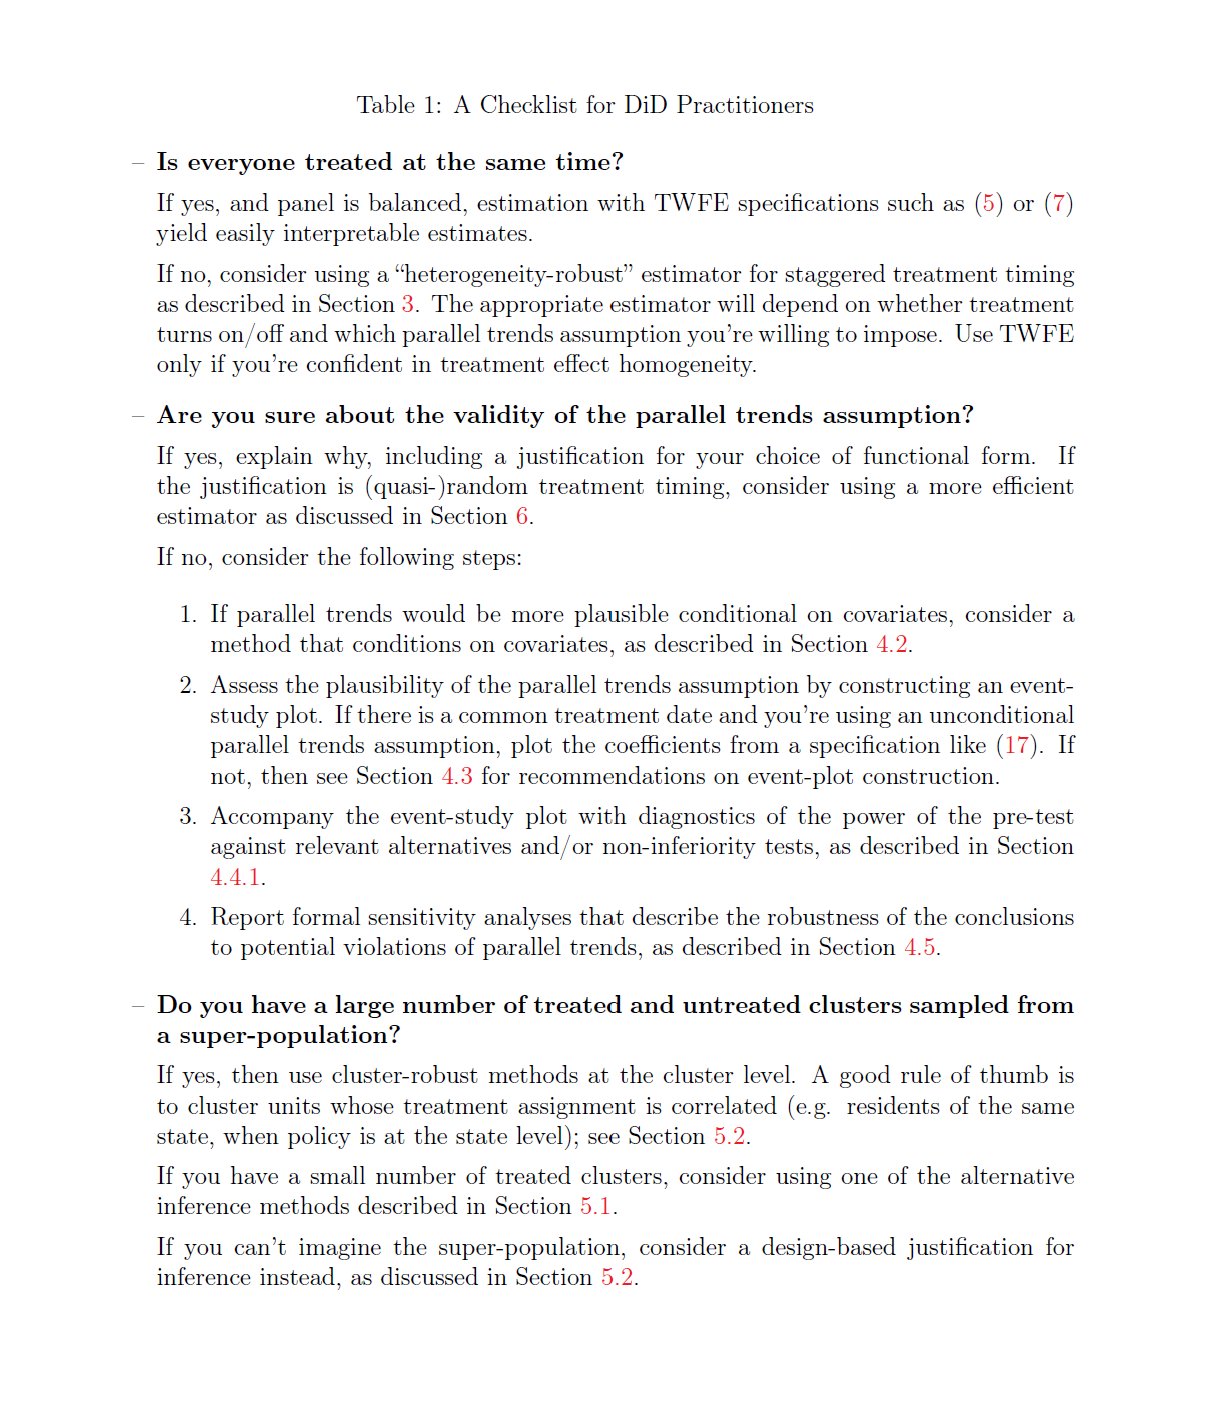 Table 1: A Checklist for DiD Practitioners
– Is everyone treated at the same time?
If yes, and panel is balanced, estimation with TWFE specifications such as (5) or (7)
yield easily interpretable estimates.
If no, consider using a “heterogeneity-robust” estimator for staggered treatment timing
as described in Section 3. The appropriate estimator will depend on whether treatment
turns on/off and which parallel trends assumption you’re willing to impose. Use TWFE
only if you’re confident in treatment effect homogeneity.
– Are you sure about the validity of the parallel trends assumption?
If yes, explain why, including a justification for your choice of functional form. If
the justification is (quasi-)random treatment timing, consider using a more efficient
estimator as discussed in Section 6.
If no, consider the following steps:
1. If parallel trends would be more plausible conditional on covariates, consider a
method that conditions on covariates, as described in Section 4.2.
2. Assess the plausibility of the parallel trends assumption by constructing an event-
study plot. If there is a common treatment date and you’re using an unconditional
parallel trends assumption, plot the coefficients from a specification like (17). If
not, then see Section 4.3 for recommendations on event-plot construction.
3. Accompany the event-study plot with diagnostics of the power of the pre-test
against relevant alternatives and/or non-inferiority tests, as described in Section
4.4.1.
4. Report formal sensitivity analyses that describe the robustness of the conclusions
to potential violations of parallel trends, as described in Section 4.5.
– Do you have a large number of treated and untreated clusters sampled from
a super-population?
If yes, then use cluster-robust methods at the cluster level. A good rule of thumb is
to cluster units whose treatment assignment is correlated (e.g. residents of the same
state, when policy is at the state level); see Section 5.2.
If you have a small number of treated clusters, consider using one of the alternative
inference methods described in Section 5.1.
If you can’t imagine the super-population, consider a design-based justification for
inference instead, as discussed in Section 5.2.